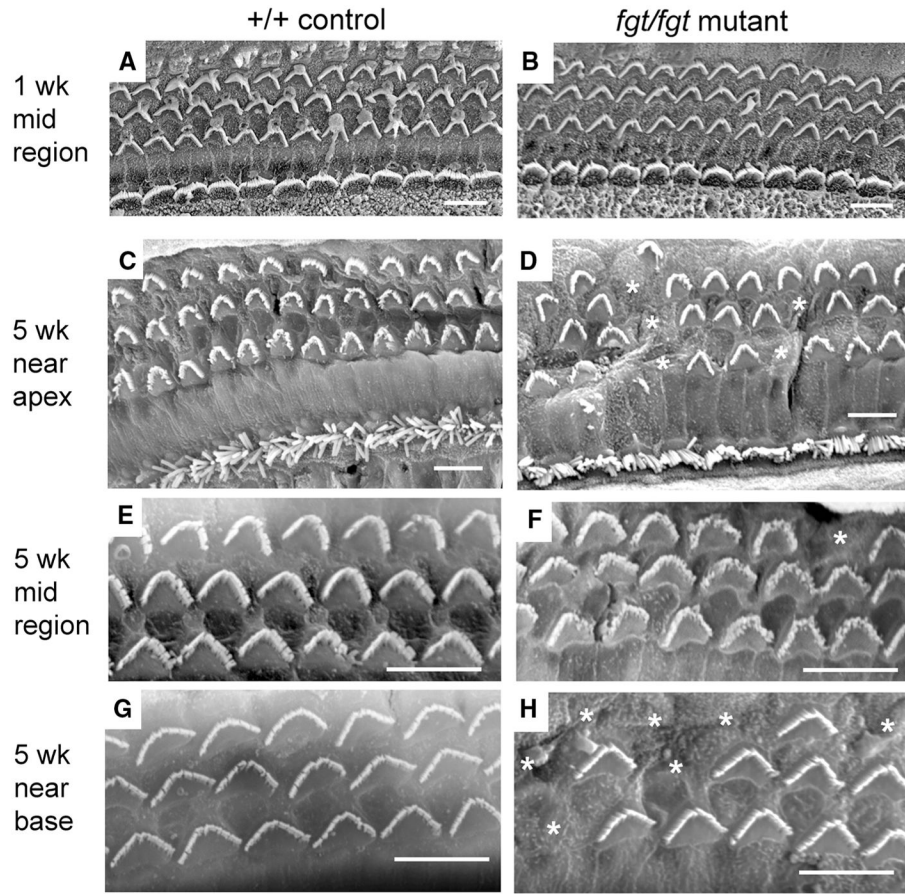 +/+ control
fgt/fgt mutant
1 wk
mid
region
A
B
5 wk
near
apex
C
D
*
*
*
*
*
5 wk
mid
region
E
F
*
5 wk
near
base
G
H
*
*
*
*
*
*
*